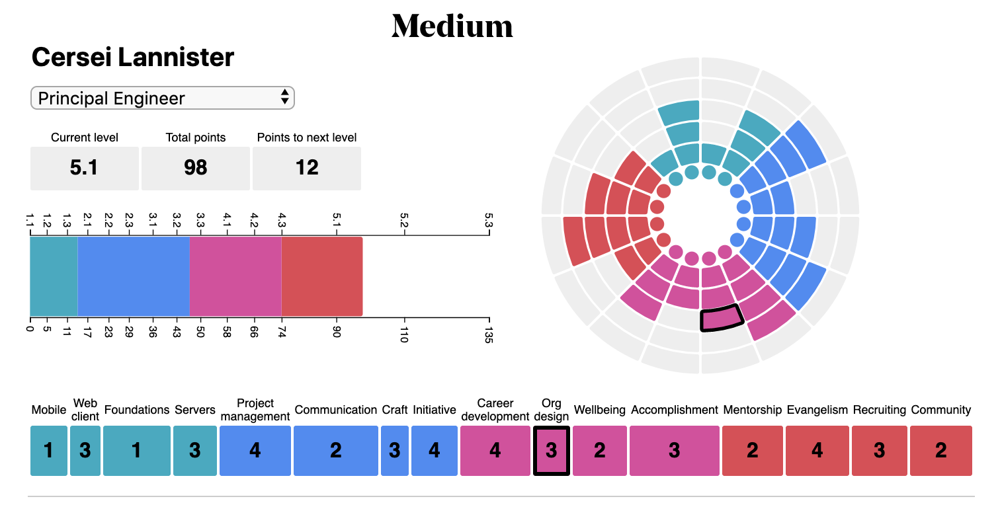 Medium
Cersei Lannister
Principal Engineer
Current level
Total points
Points to next level
5.1
98
12
1.1 1.2 1.3 2.1 2.2 2.3 3.1 3.2 3.3 4.1 4.2 4.3 5.1 5.2 5.3
0 5 11 17 23 29 36 43 50 58 66 74 90 110 135
Mobile
Web
client
Foundations
Servers
Project
management
Communication
Craft
Initiative
Career
development
Org
design
Wellbeing
Accomplishment
Mentorship
Evangelism
Recruiting
Community
1 3 1 3 4 2 3 4 4 3 2 3 2 4 3 2